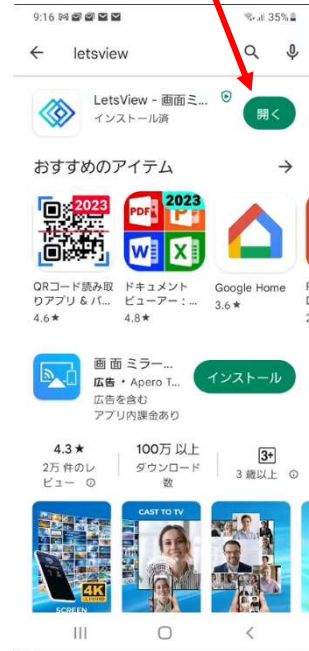 9:16
35%
letsview
LetsView - 画面ミ...
インストール済
開く
おすすめのアイテム
2023
PDF
P
W
X
2023
QRコード読み取
りアプリ & バ...
4.6★
ドキュメント
ビューアー：...
4.8★
Google Home
3.6★
画 面 ミラー...
広告・Apero T...
広告を含む
アプリ内課金あり
インストール
4.3★
2万 件のレ
ビュー
100万 以上
ダウンロード
数
3+
3 歳以上
4K
SCREEN
CAST TO TV